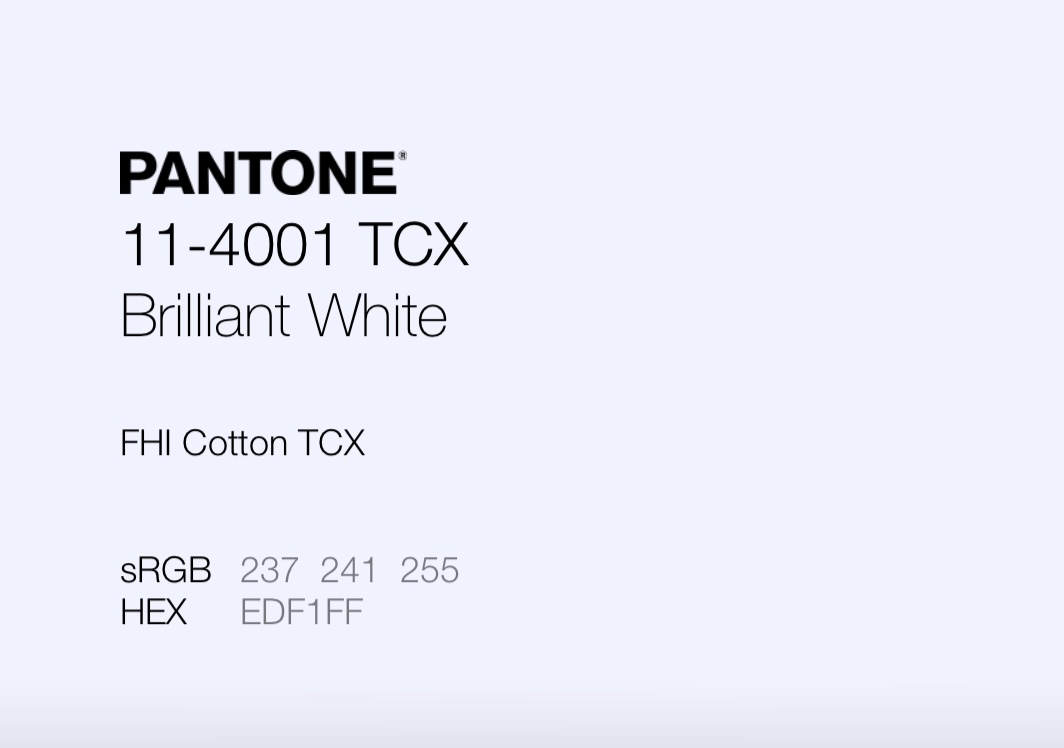 PANTONE®
11-4001 TCX
Brilliant White
FHI Cotton TCX
sRGB 237 241 255
HEX EDF1FF